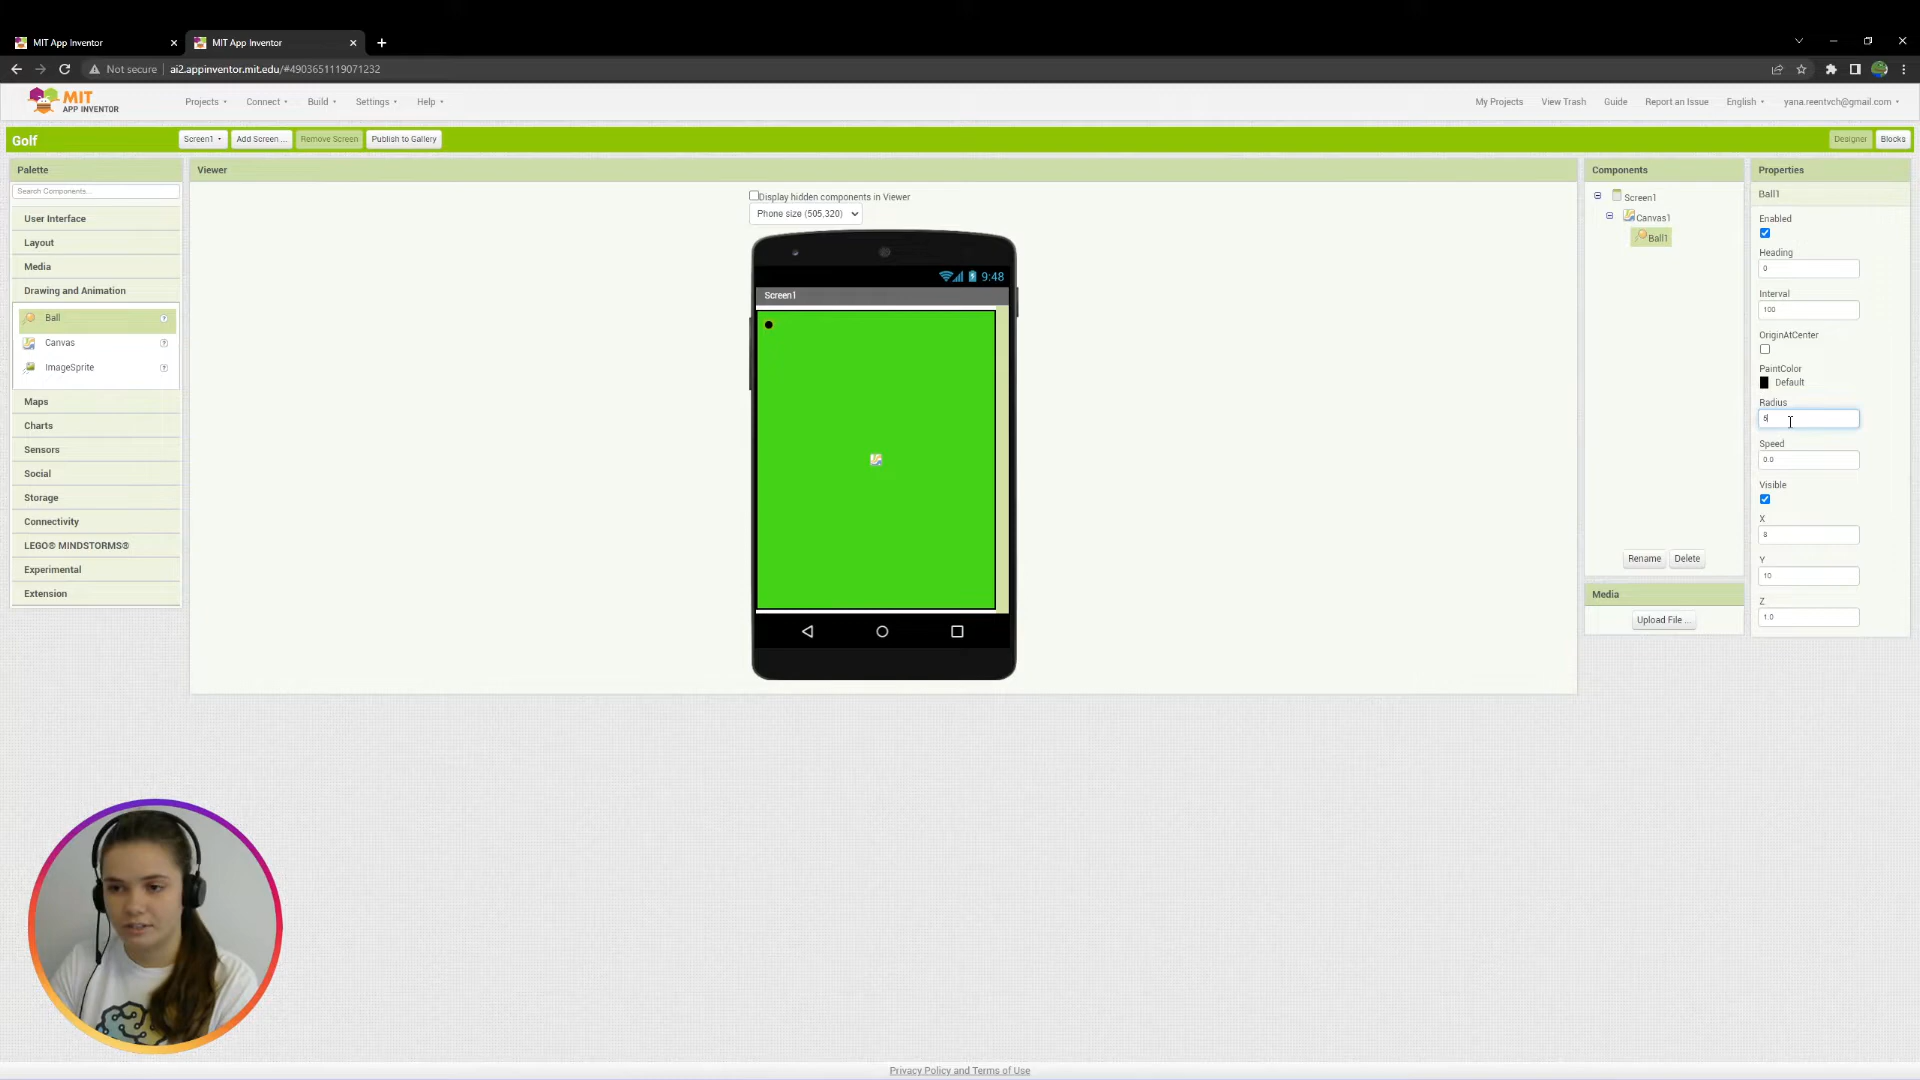 MIT App Inventor
MIT App Inventor
Not secure
ai2.appinventor.mit.edu/#4903651119071232
MIT
APP INVENTOR
Projects
Connect
Build
Settings
Help
My Projects
View Trash
Guide
Report an Issue
English
yana.reentvch@gmail.com
Golf
Screen1
Add Screen ...
Remove Screen
Publish to Gallery
Designer
Blocks
Palette
Search Components...
User Interface
Layout
Media
Drawing and Animation
Ball
?
Canvas
?
ImageSprite
?
Maps
Charts
Sensors
Social
Storage
Connectivity
LEGO® MINDSTORMS®
Experimental
Extension
Viewer
Display hidden components in Viewer
Phone size (505,320)
9:48
Screen1
Components
Screen1
Canvas1
Ball1
Rename
Delete
Media
Upload File ...
Properties
Ball1
Enabled
Heading
0
Interval
100
OriginAtCenter
PaintColor
Default
Radius
5
Speed
0.0
Visible
X
8
Y
10
Z
1.0
Privacy Policy and Terms of Use